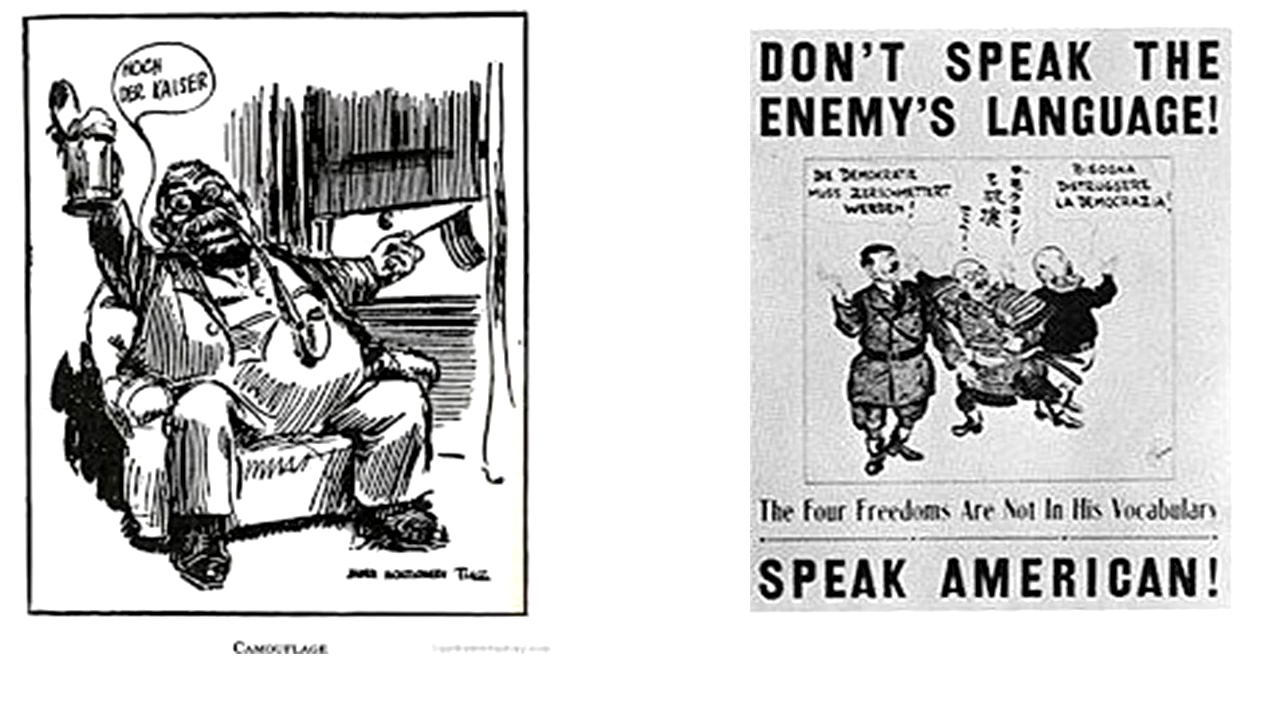 HOCH
DER KAISER
CAMOUFLAGE
DON'T SPEAK THE
ENEMY'S LANGUAGE!
DIE DEMOKRATIE
MUSS ZERSCHMETTERT
WERDEN!
BISOGNA
DISTRUGGERE
LA DEMOCRAZIA!
The Four Freedoms Are Not In His Vocabulary
SPEAK AMERICAN!